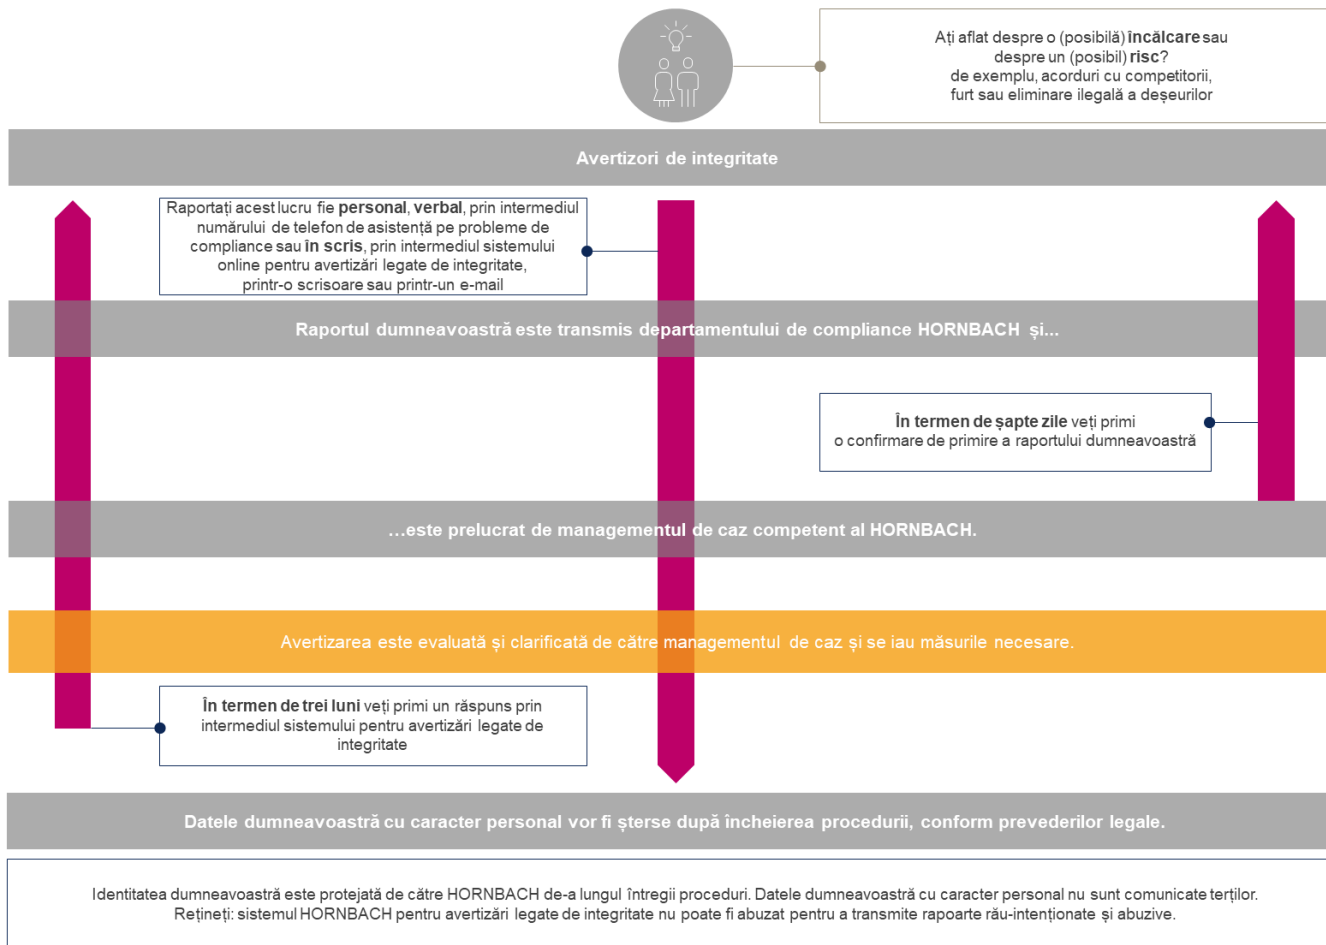 Ați aflat despre o (posibilă) încălcare sau
despre un (posibil) risc?
de exemplu, acorduri cu competitorii,
furt sau eliminare ilegală a deșeurilor
Avertizori de integritate
Raportați acest lucru fie personal, verbal, prin intermediul
numărului de telefon de asistență pe probleme de
compliance sau în scris, prin intermediul sistemului
online pentru avertizări legate de integritate,
printr-o scrisoare sau printr-un e-mail
Raportul dumneavoastră este transmis departamentului de compliance HORNBACH și...
În termen de șapte zile veți primi
o confirmare de primire a raportului dumneavoastră
…este prelucrat de managementul de caz competent al HORNBACH.
Avertizarea este evaluată și clarificată de către managementul de caz și se iau măsurile necesare.
În termen de trei luni veți primi un răspuns prin
intermediul sistemului pentru avertizări legate de
integritate
Datele dumneavoastră cu caracter personal vor fi șterse după încheierea procedurii, conform prevederilor legale.
Identitatea dumneavoastră este protejată de către HORNBACH de-a lungul întregii proceduri. Datele dumneavoastră cu caracter personal nu sunt comunicate terților.
Rețineți: sistemul HORNBACH pentru avertizări legate de integritate nu poate fi abuzat pentru a transmite rapoarte rău-intenționate și abuzive.